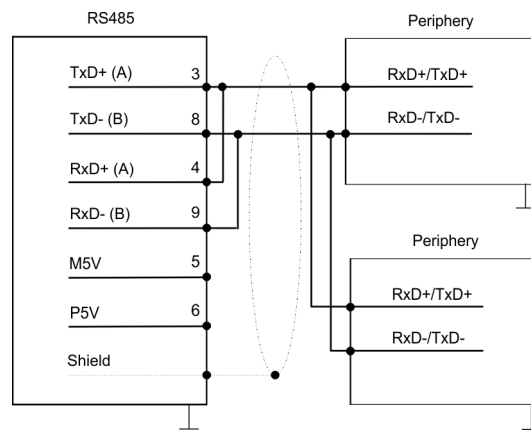 RS485
Periphery
TxD+ (A) 3
RxD+/TxD+
TxD- (B) 8
RxD-/TxD-
RxD+ (A) 4
RxD- (B) 9
Periphery
M5V 5
RxD+/TxD+
P5V 6
RxD-/TxD-
Shield